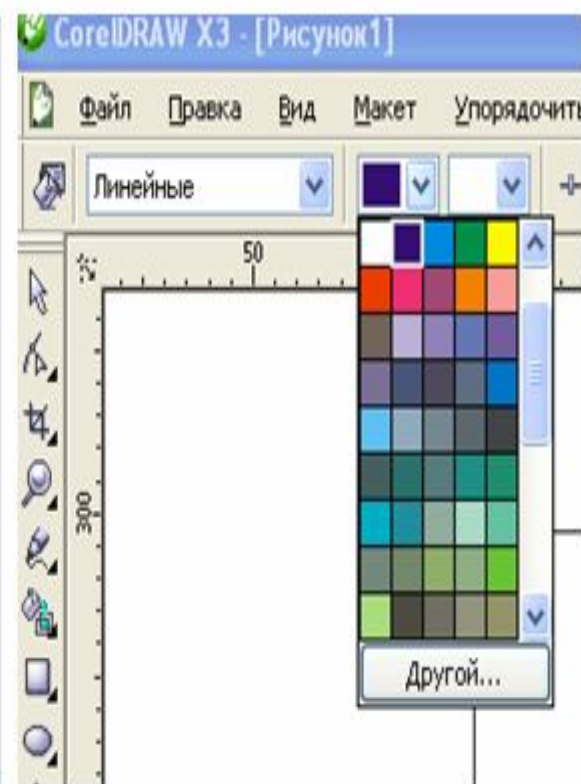 CorelDRAW X3 - [Рисунок1]
Файл Правка Вид Макет Упорядочить
Линейные
50
300
Другой...